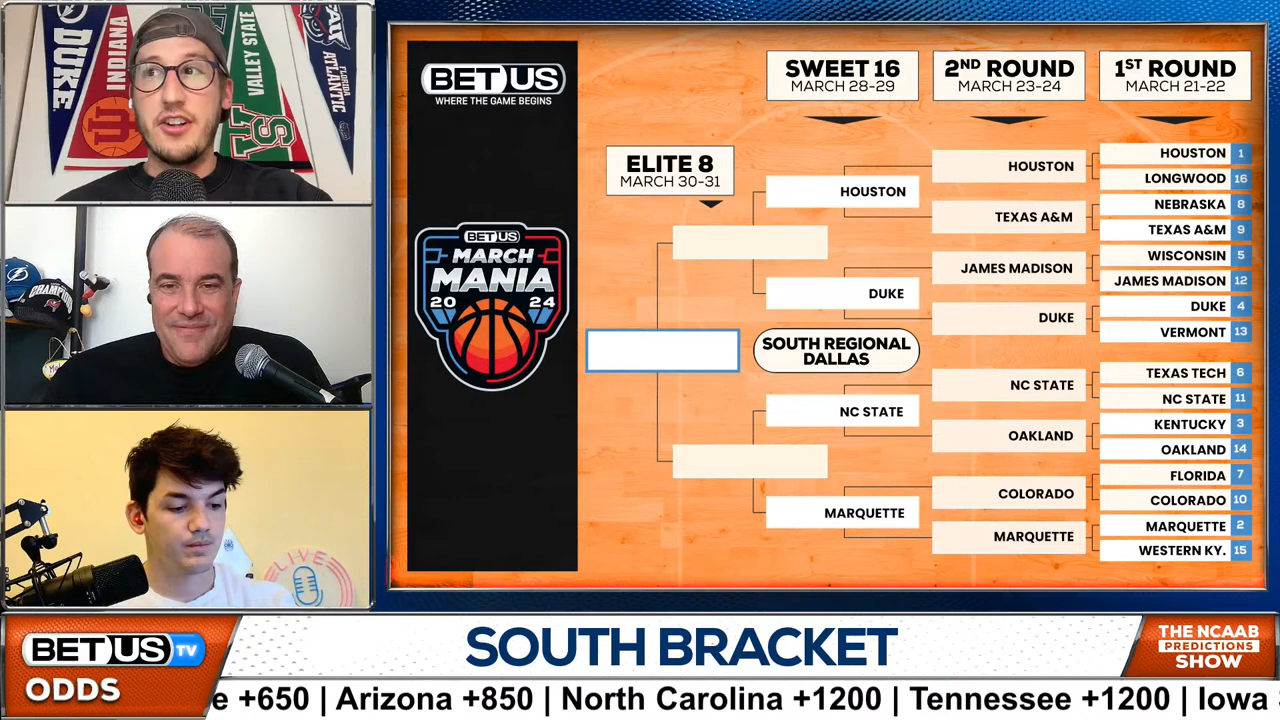 DUKE
INDIANA
VALLEY STATE
FLORIDA
ATLANTIC
CHAMPIONS
LIVE
BETUS
WHERE THE GAME BEGINS
BETUS
MARCH
MANIA
20 24
SWEET 16
MARCH 28-29
2ND ROUND
MARCH 23-24
1ST ROUND
MARCH 21-22
ELITE 8
MARCH 30-31
HOUSTON 1
LONGWOOD 16
NEBRASKA 8
TEXAS A&M 9
WISCONSIN 5
JAMES MADISON 12
DUKE 4
VERMONT 13
TEXAS TECH 6
NC STATE 11
KENTUCKY 3
OAKLAND 14
FLORIDA 7
COLORADO 10
MARQUETTE 2
WESTERN KY. 15
HOUSTON
TEXAS A&M
JAMES MADISON
DUKE
NC STATE
OAKLAND
COLORADO
MARQUETTE
HOUSTON
DUKE
NC STATE
MARQUETTE
SOUTH REGIONAL
DALLAS
BETUS TV
ODDS
SOUTH BRACKET
THE NCAAB
PREDICTIONS
SHOW
e +650 | Arizona +850 | North Carolina +1200 | Tennessee +1200 | Iowa